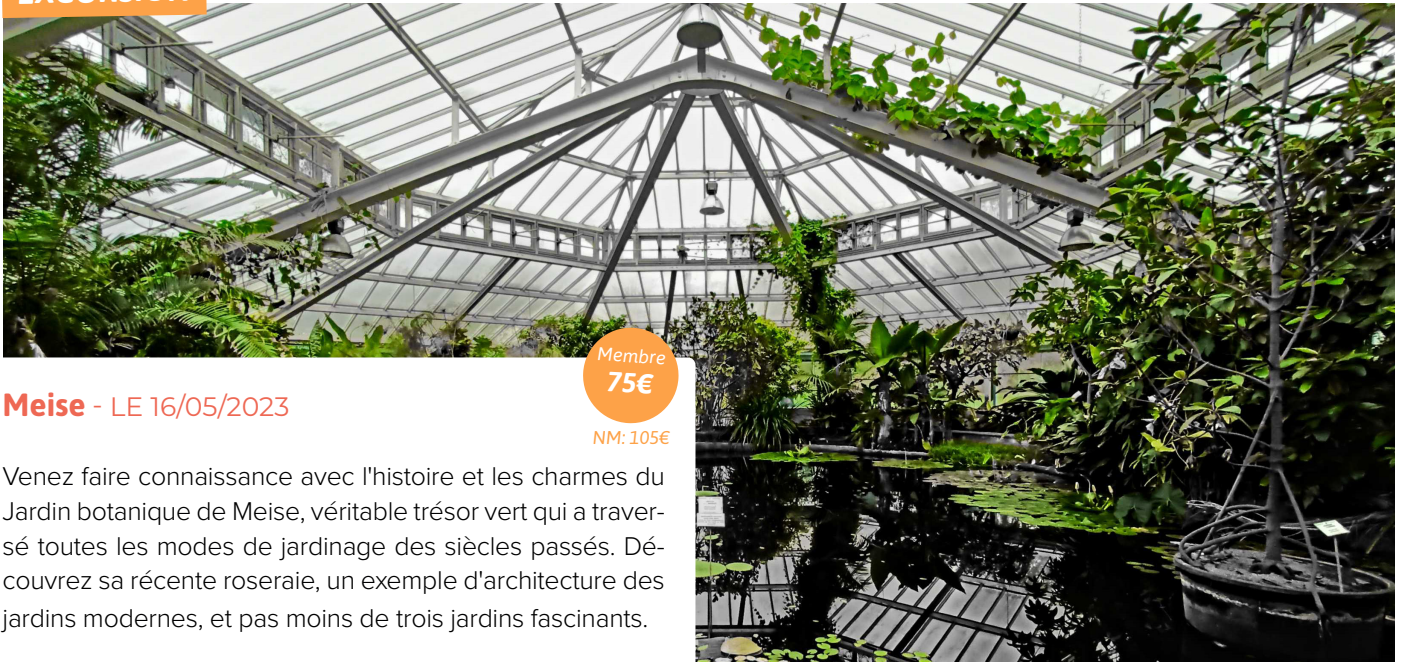 EXCURSION
Membre
75€
NM: 105€
Meise - LE 16/05/2023
Venez faire connaissance avec l'histoire et les charmes du
Jardin botanique de Meise, véritable trésor vert qui a traver-
sé toutes les modes de jardinage des siècles passés. Dé-
couvrez sa récente roseraie, un exemple d'architecture des
jardins modernes, et pas moins de trois jardins fascinants.